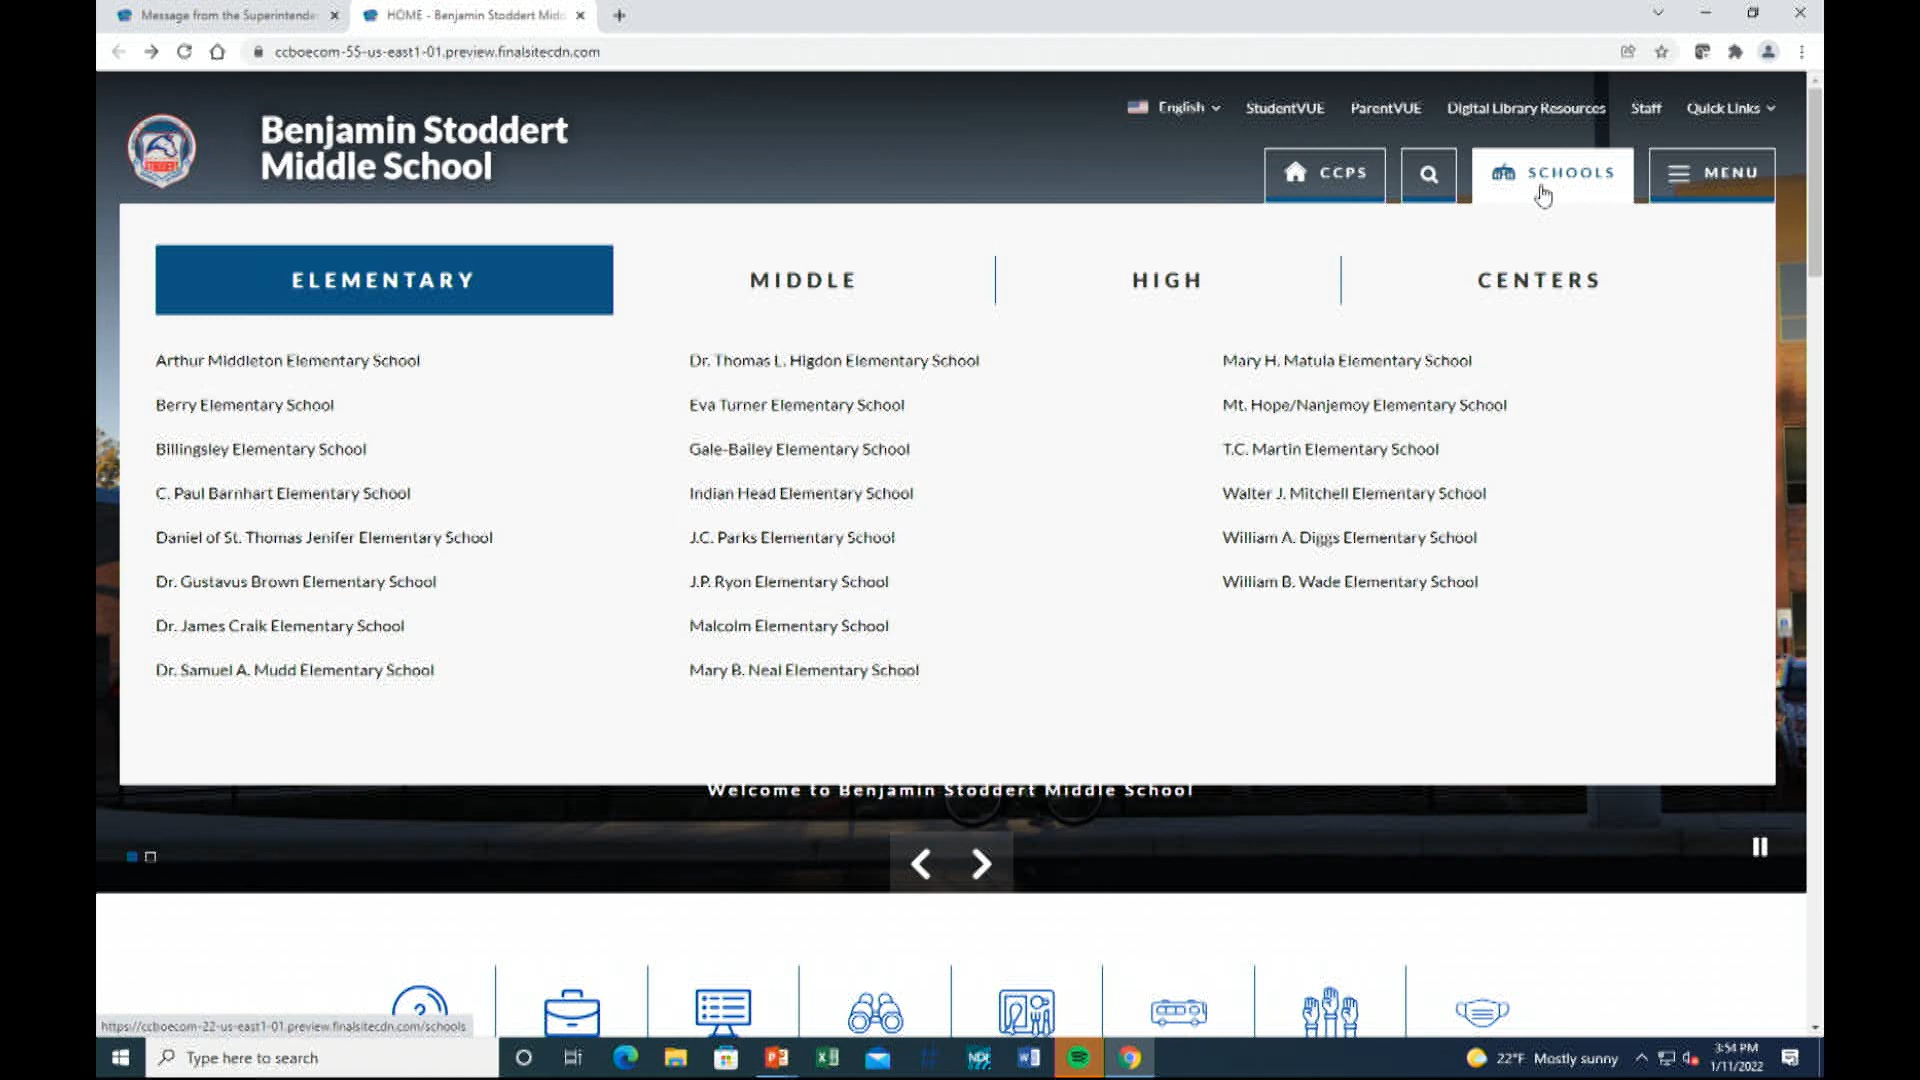 Message from the Superintende
HOME - Benjamin Stoddert Midd
ccboecom-55-us-east1-01.preview.finalsitecdn.com
English StudentVUE ParentVUE Digital Library Resources Staff Quick Links
Benjamin Stoddert
Middle School
STODDERT
CCPS SCHOOLS MENU
ELEMENTARY MIDDLE HIGH CENTERS
Arthur Middleton Elementary School
Berry Elementary School
Billingsley Elementary School
C. Paul Barnhart Elementary School
Daniel of St. Thomas Jenifer Elementary School
Dr. Gustavus Brown Elementary School
Dr. James Craik Elementary School
Dr. Samuel A. Mudd Elementary School
Dr. Thomas L. Higdon Elementary School
Eva Turner Elementary School
Gale-Bailey Elementary School
Indian Head Elementary School
J.C. Parks Elementary School
J.P. Ryon Elementary School
Malcolm Elementary School
Mary B. Neal Elementary School
Mary H. Matula Elementary School
Mt. Hope/Nanjemoy Elementary School
T.C. Martin Elementary School
Walter J. Mitchell Elementary School
William A. Diggs Elementary School
William B. Wade Elementary School
Welcome to Benjamin Stoddert Middle School
https://ccboecom-22-us-east1-01.preview.finalsitecdn.com/schools
Type here to search
22°F Mostly sunny
3:54 PM
1/11/2022